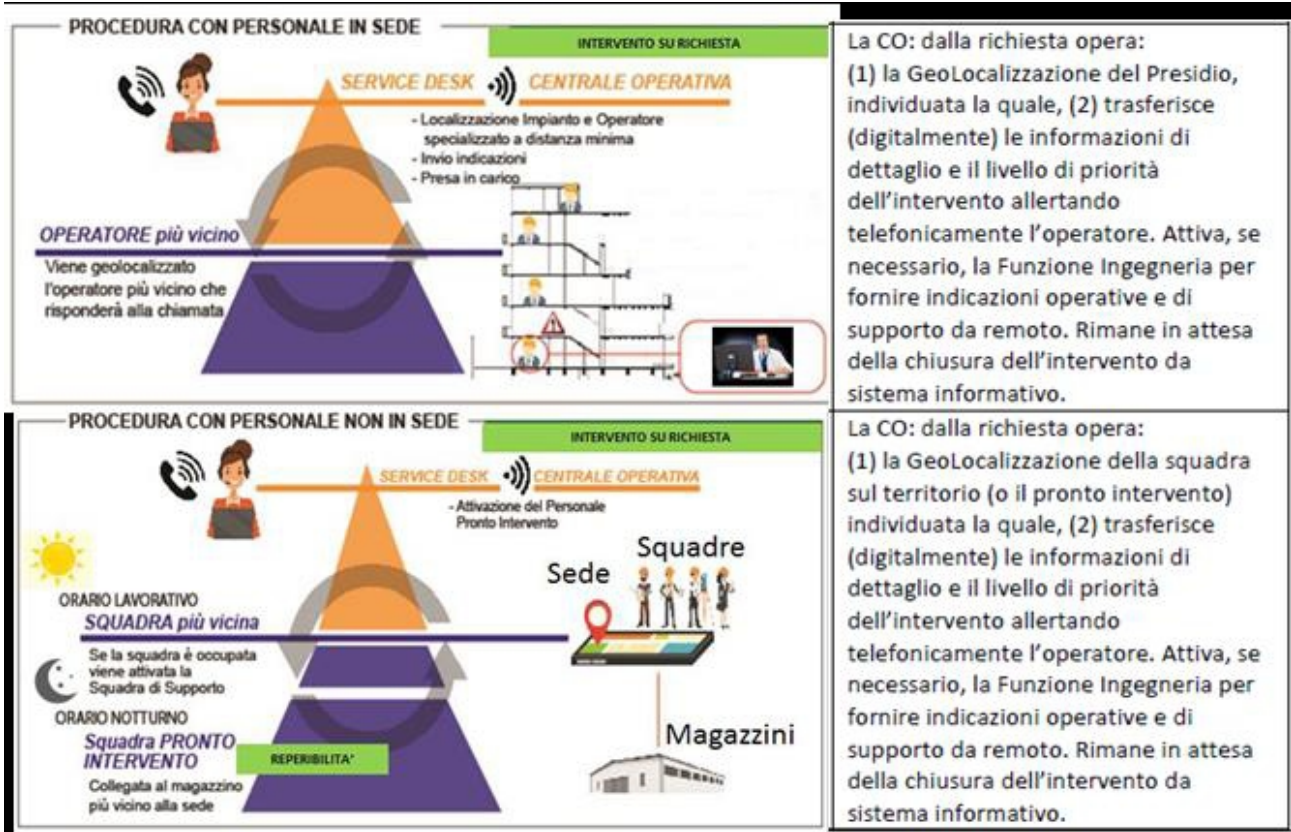 PROCEDURA CON PERSONALE IN SEDE
INTERVENTO SU RICHIESTA
SERVICE DESK
CENTRALE OPERATIVA
- Localizzazione Impianto e Operatore
specializzato a distanza minima
- Invio indicazioni
- Presa in carico
OPERATORE più vicino
Viene geolocalizzato
l'operatore più vicino che
risponderà alla chiamata
La CO: dalla richiesta opera:
(1) la GeoLocalizzazione del Presidio,
individuata la quale, (2) trasferisce
(digitalmente) le informazioni di
dettaglio e il livello di priorità
dell'intervento allertando
telefonicamente l'operatore. Attiva, se
necessario, la Funzione Ingegneria per
fornire indicazioni operative e di
supporto da remoto. Rimane in attesa
della chiusura dell'intervento da
sistema informativo.
PROCEDURA CON PERSONALE NON IN SEDE
INTERVENTO SU RICHIESTA
SERVICE DESK
CENTRALE OPERATIVA
- Attivazione del Personale
Pronto Intervento
Squadre
Sede
ORARIO LAVORATIVO
SQUADRA più vicina
Se la squadra è occupata
viene attivata la
Squadra di Supporto
ORARIO NOTTURNO
Squadra PRONTO
INTERVENTO
REPERIBILITA'
Collegata al magazzino
più vicino alla sede
Magazzini
La CO: dalla richiesta opera:
(1) la GeoLocalizzazione della squadra
sul territorio (o il pronto intervento)
individuata la quale, (2) trasferisce
(digitalmente) le informazioni di
dettaglio e il livello di priorità
dell'intervento allertando
telefonicamente l'operatore. Attiva, se
necessario, la Funzione Ingegneria per
fornire indicazioni operative e di
supporto da remoto. Rimane in attesa
della chiusura dell'intervento da
sistema informativo.